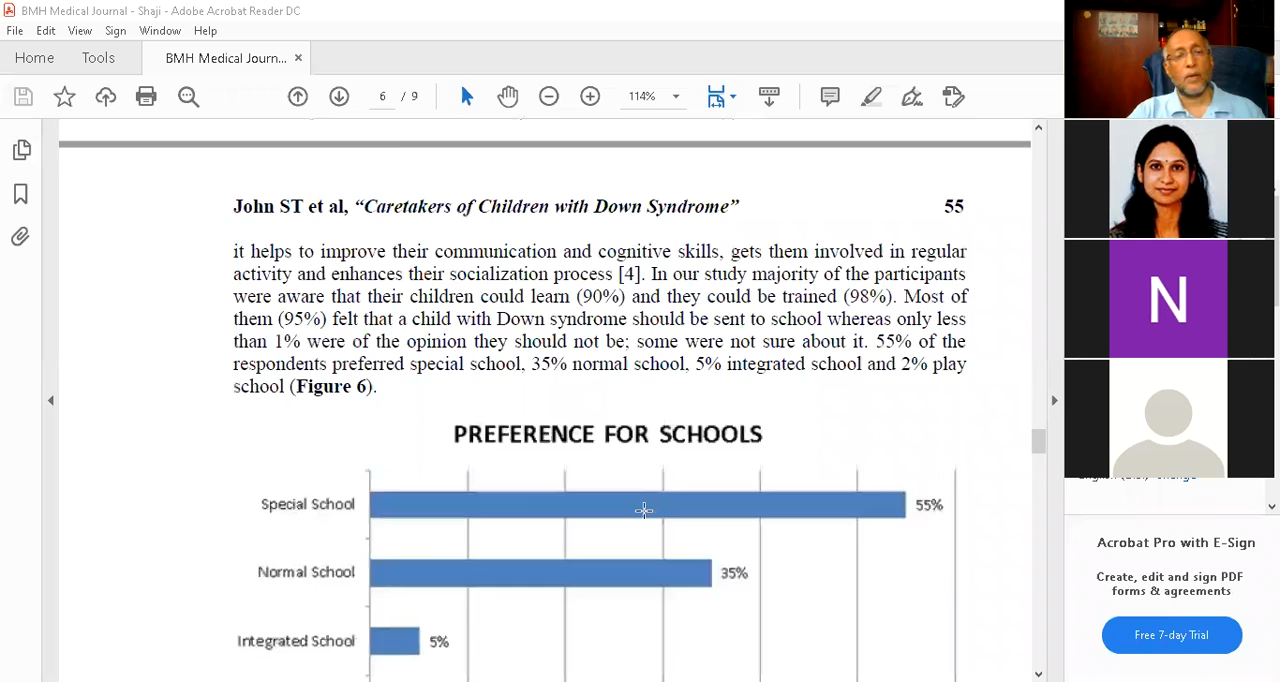 BMH Medical Journal - Shaji - Adobe Acrobat Reader DC
File Edit View Sign Window Help
Home Tools BMH Medical Journ... ×
6 / 9 114%
John ST et al, “Caretakers of Children with Down Syndrome” 55
it helps to improve their communication and cognitive skills, gets them involved in regular
activity and enhances their socialization process [4]. In our study majority of the participants
were aware that their children could learn (90%) and they could be trained (98%). Most of
them (95%) felt that a child with Down syndrome should be sent to school whereas only less
than 1% were of the opinion they should not be; some were not sure about it. 55% of the
respondents preferred special school, 35% normal school, 5% integrated school and 2% play
school (Figure 6).
PREFERENCE FOR SCHOOLS
Special School 55%
Normal School 35%
Integrated School 5%
N
Acrobat Pro with E-Sign
Create, edit and sign PDF
forms & agreements
Free 7-day Trial